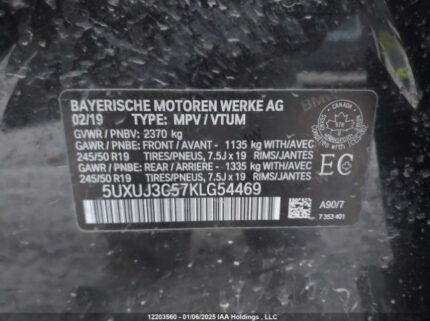 BAYERISCHE MOTOREN WERKE AG
02/19 TYPE: MPV / VTUM
GVWR / PNBV: 2370 kg
GAWR / PNBE: FRONT / AVANT - 1135 kg WITH/AVEC
245/50 R19 TIRES/PNEUS, 7.5J x 19 RIMS/JANTES
GAWR / PNBE: REAR / ARRIERE - 1335 kg WITH/AVEC
245/50 R19 TIRES/PNEUS, 7.5J x 19 RIMS/JANTES
EC
5UXUJ3C57KLG54469
A90/7
7 353 401
BMW
CANADA
12203560 - 01/06/2025 IAA Holdings, LLC.